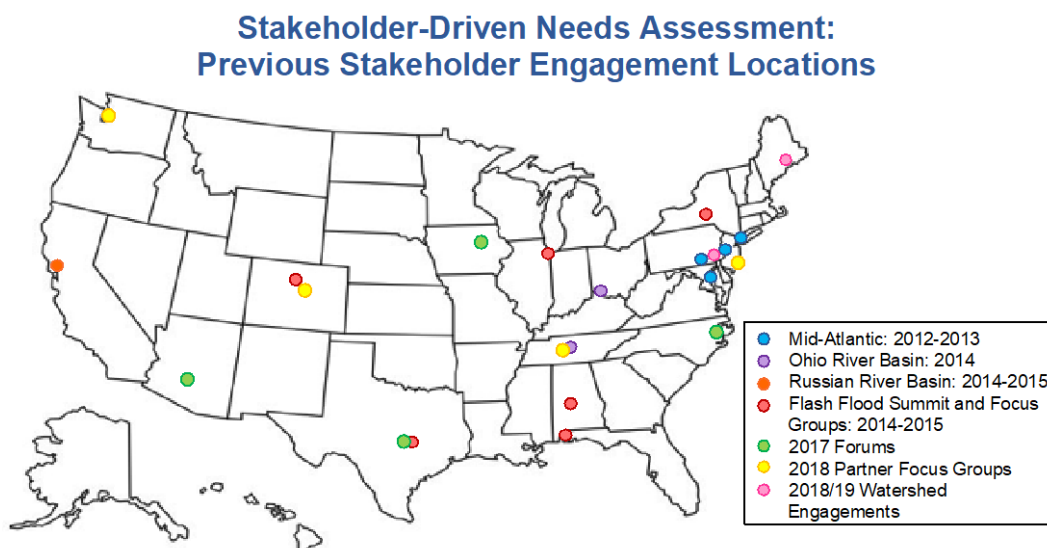 Stakeholder-Driven Needs Assessment:
Previous Stakeholder Engagement Locations
Mid-Atlantic: 2012-2013
Ohio River Basin: 2014
Russian River Basin: 2014-2015
Flash Flood Summit and Focus
Groups: 2014-2015
2017 Forums
2018 Partner Focus Groups
2018/19 Watershed
Engagements